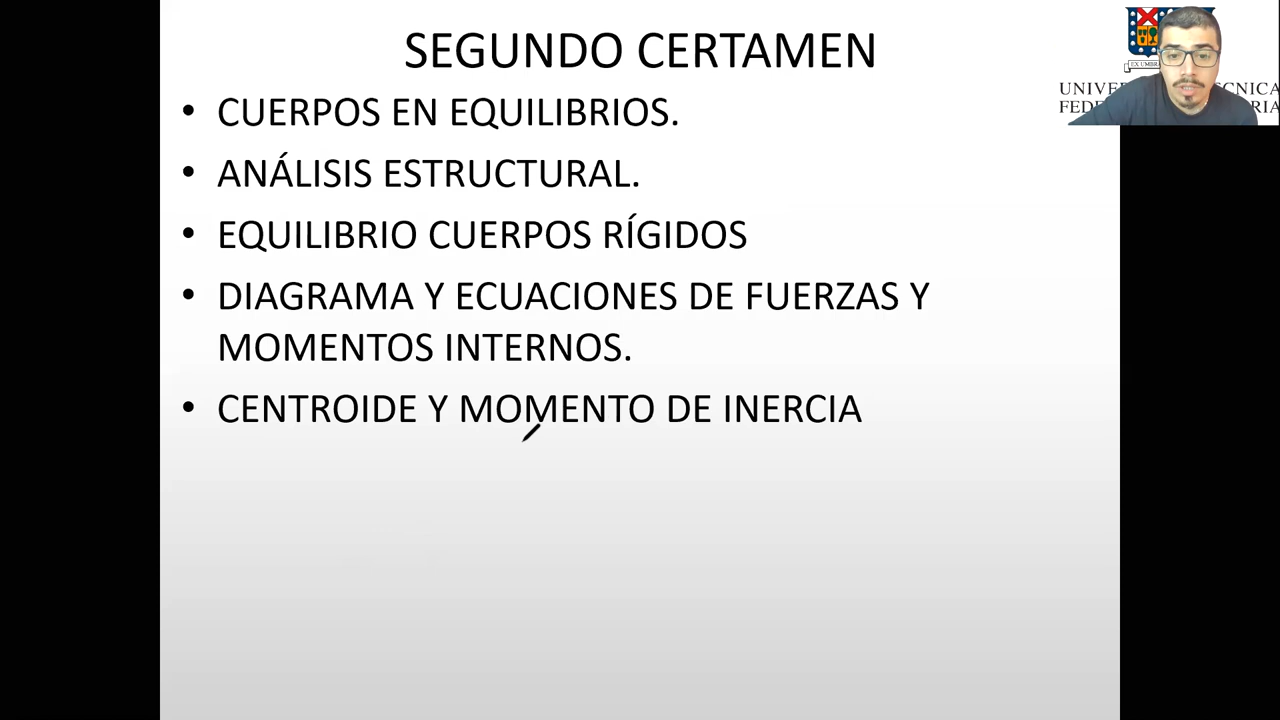 SEGUNDO CERTAMEN
• CUERPOS EN EQUILIBRIOS.
• ANÁLISIS ESTRUCTURAL.
• EQUILIBRIO CUERPOS RÍGIDOS
• DIAGRAMA Y ECUACIONES DE FUERZAS Y
MOMENTOS INTERNOS.
• CENTROIDE Y MOMENTO DE INERCIA